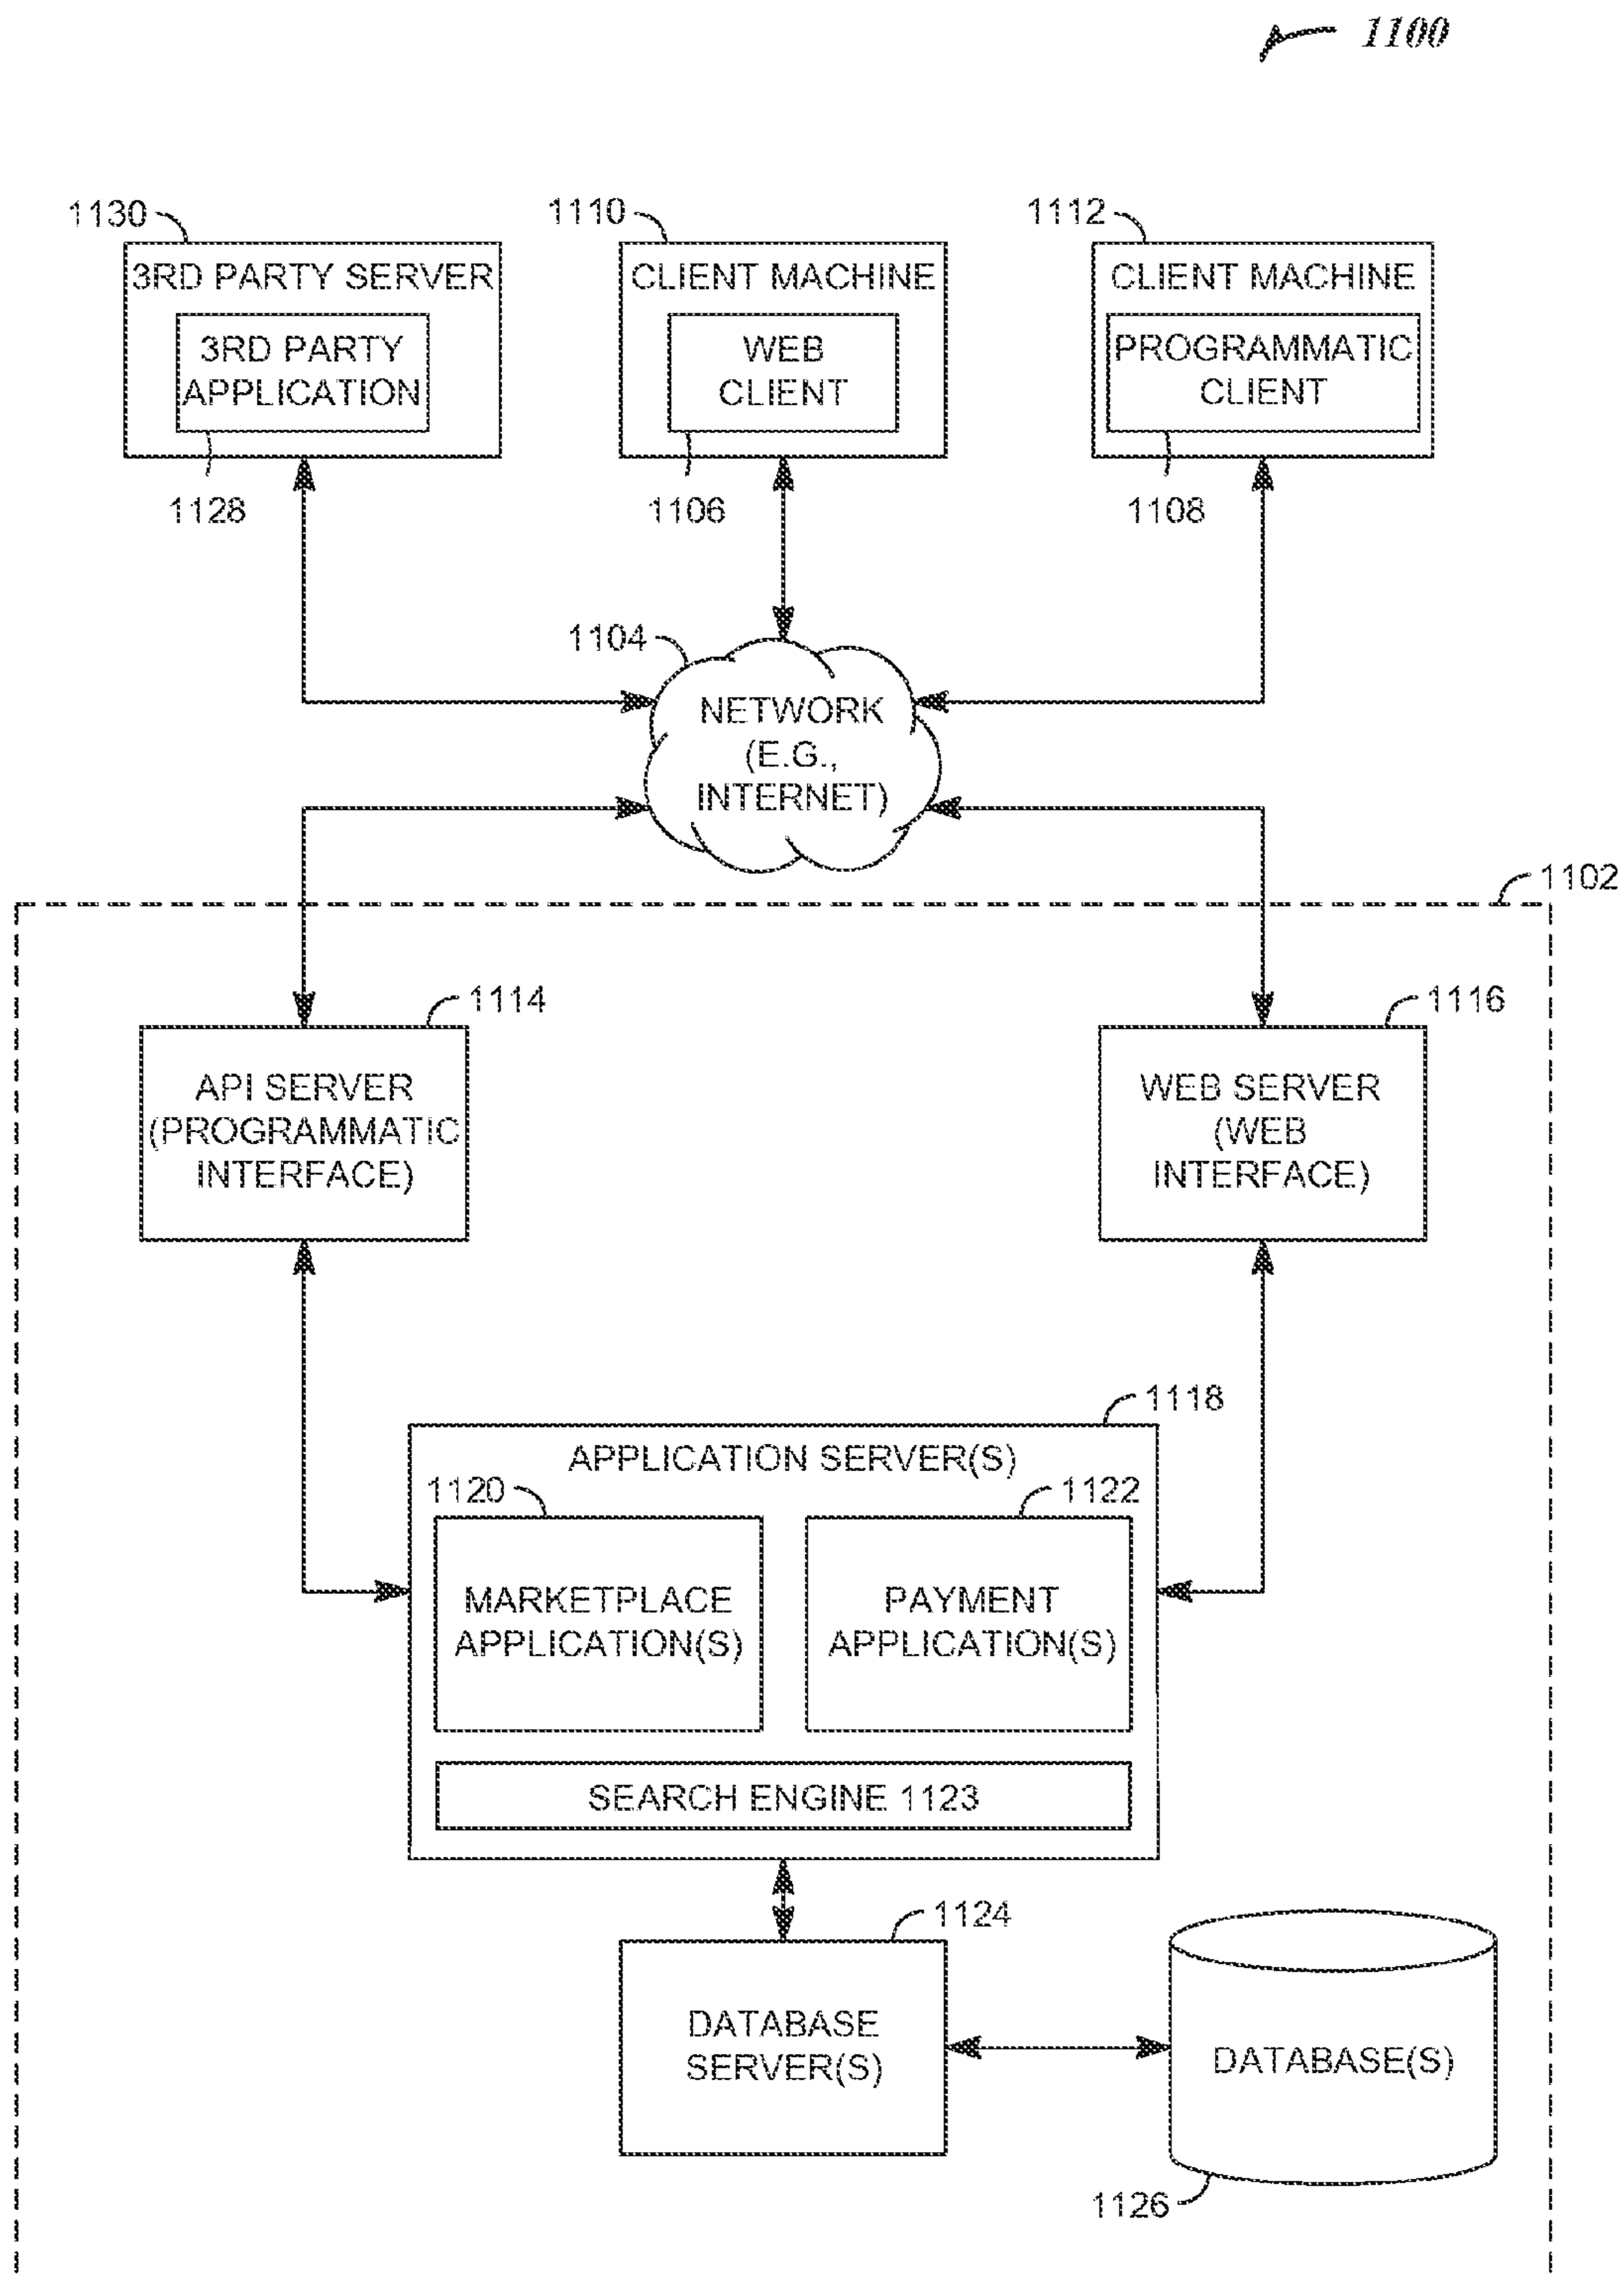 1100
1130
3RD PARTY SERVER
3RD PARTY
APPLICATION
1128
1110
CLIENT MACHINE
WEB
CLIENT
1106
1112
CLIENT MACHINE
PROGRAMMATIC
CLIENT
1108
1104
NETWORK
(E.G.,
INTERNET)
1102
1114
API SERVER
(PROGRAMMATIC
INTERFACE)
1116
WEB SERVER
(WEB
INTERFACE)
1118
APPLICATION SERVER(S)
1120
MARKETPLACE
APPLICATION(S)
1122
PAYMENT
APPLICATION(S)
SEARCH ENGINE 1123
1124
DATABASE
SERVER(S)
DATABASE(S)
1126